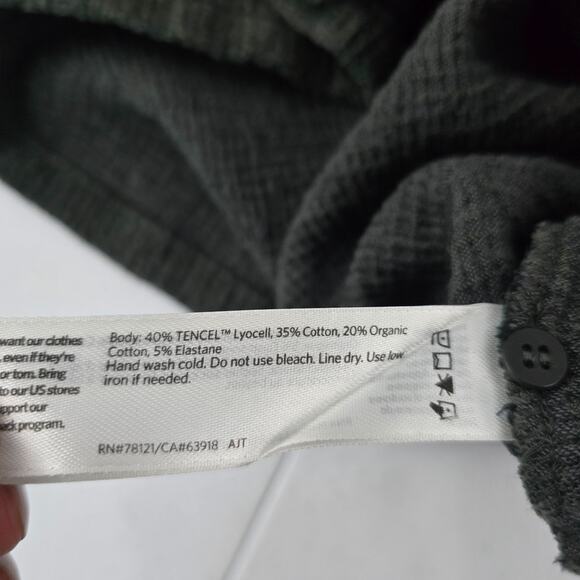 want our clothes
even if they're
or torn. Bring
to our US stores
pport our
ack program.
Body: 40% TENCEL™ Lyocell, 35% Cotton, 20% Organic
Cotton, 5% Elastane
Hand wash cold. Do not use bleach. Line dry. Use low
iron if needed.
RN#78121/CA#63918 AJT